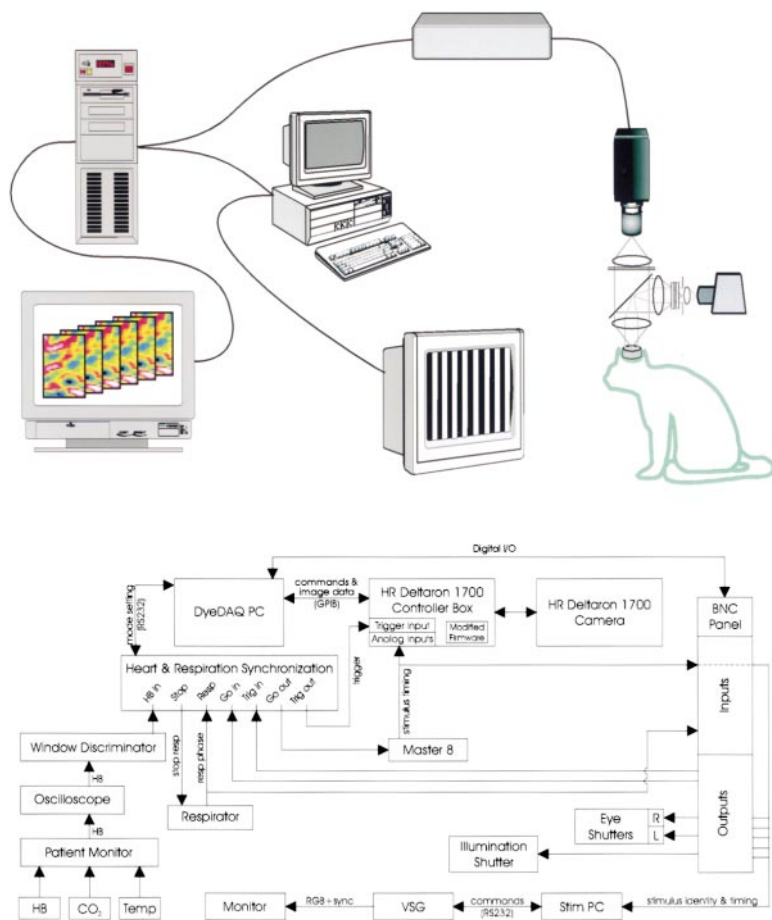 Digital I/O
mode setting
(RS232)
DyeDAQ PC
commands &
image data
(GPIB)
HR Deltaron 1700
Controller Box
Trigger Input
Analog Inputs
Modified
Firmware
HR Deltaron 1700
Camera
BNC
Panel
Heart & Respiration Synchronization
HB in
Stop
Resp
Go in
Trig in
Go out
Trig out
trigger
stimulus timing
Inputs
Window Discriminator
stop resp
resp phase
Master 8
HB
Oscilloscope
Respirator
HB
Patient Monitor
Eye
Shutters
R
L
Outputs
Illumination
Shutter
HB
CO₂
Temp
Monitor
RGB+sync
VSG
commands
(RS232)
Stim PC
stimulus identity & timing